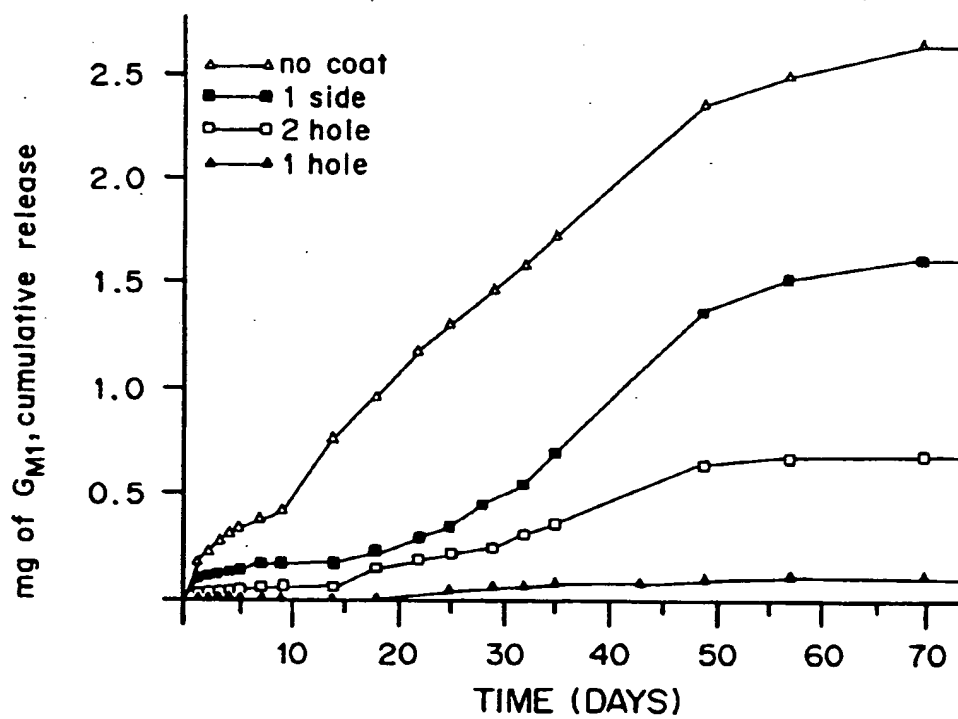 no coat
1 side
2 hole
1 hole
mg of GM1, cumulative release
2.5
2.0
1.5
1.0
0.5
10 20 30 40 50 60 70
TIME (DAYS)